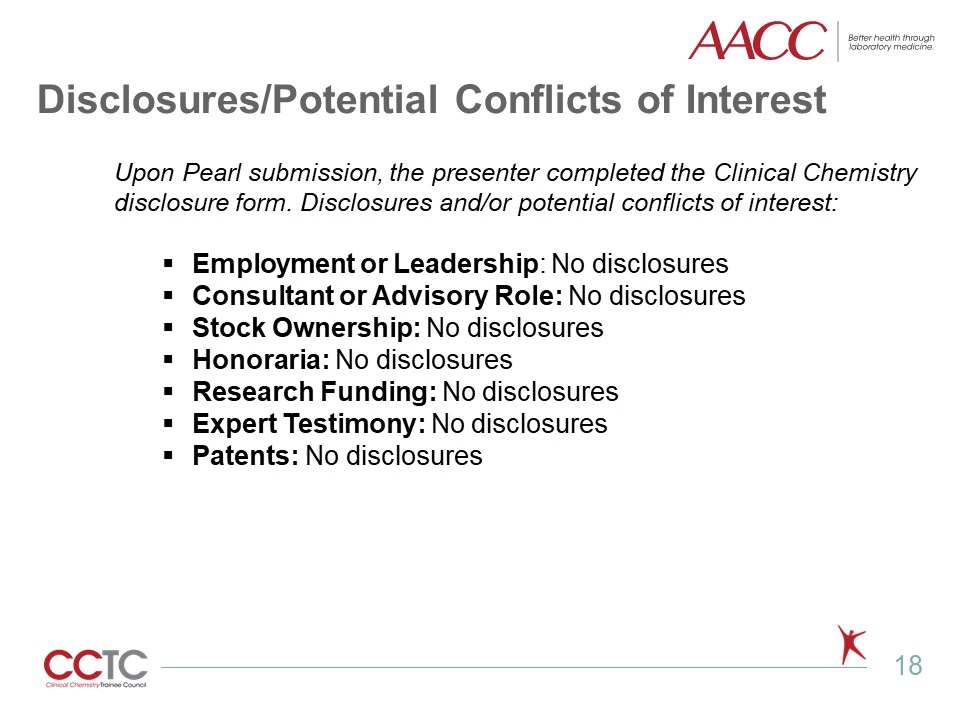 AACC
Better health through
laboratory medicine.
Disclosures/Potential Conflicts of Interest
Upon Pearl submission, the presenter completed the Clinical Chemistry
disclosure form. Disclosures and/or potential conflicts of interest:
▪ Employment or Leadership: No disclosures
▪ Consultant or Advisory Role: No disclosures
▪ Stock Ownership: No disclosures
▪ Honoraria: No disclosures
▪ Research Funding: No disclosures
▪ Expert Testimony: No disclosures
▪ Patents: No disclosures
CCTC
Clinical Chemistry Trainee Council
18